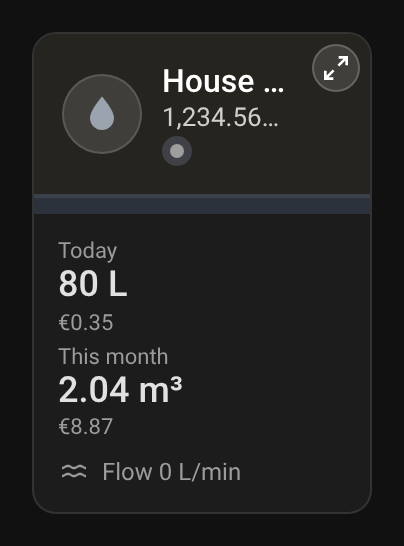 House ...
1,234.56...
Today
80 L
€0.35
This month
2.04 m³
€8.87
Flow 0 L/min